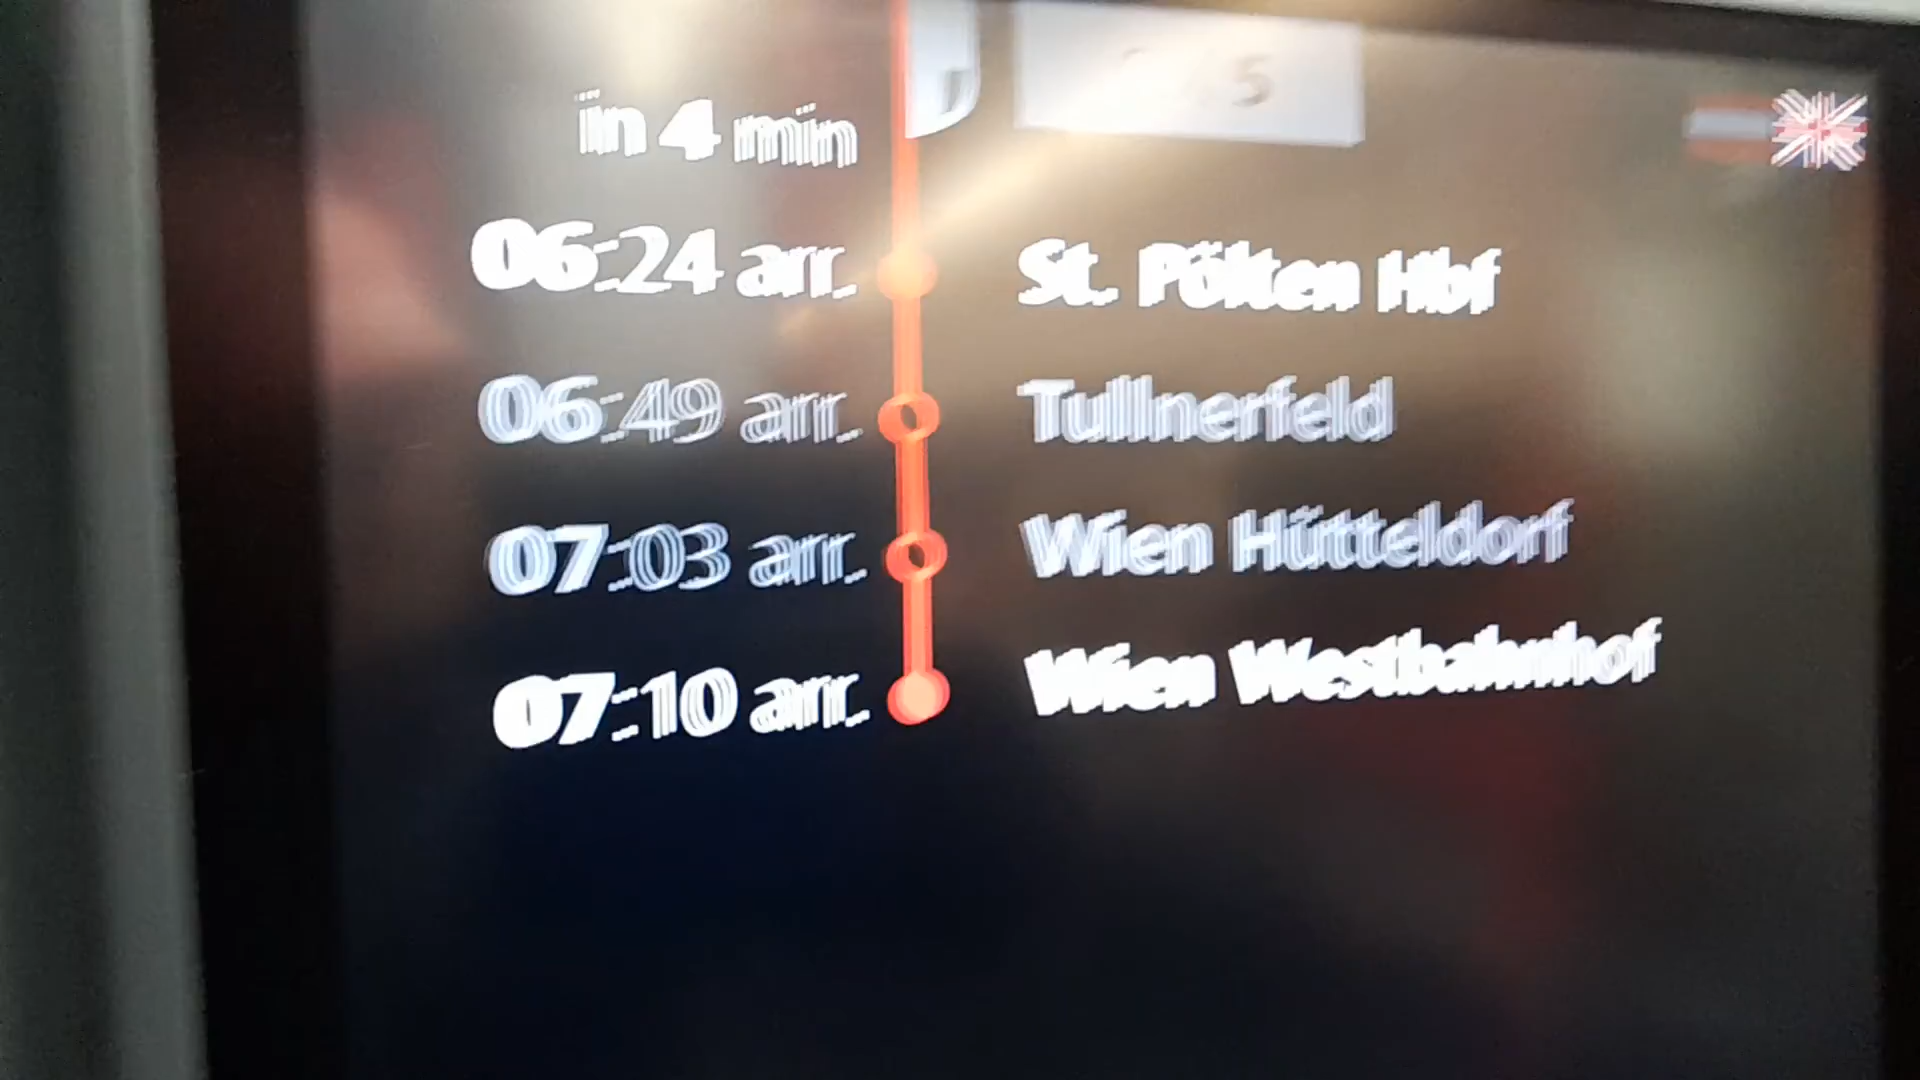 in 4 min
06:24 arr. St. Pölten Hbf
06:49 arr. Tullnerfeld
07:03 arr. Wien Hütteldorf
07:10 arr. Wien Westbahnhof